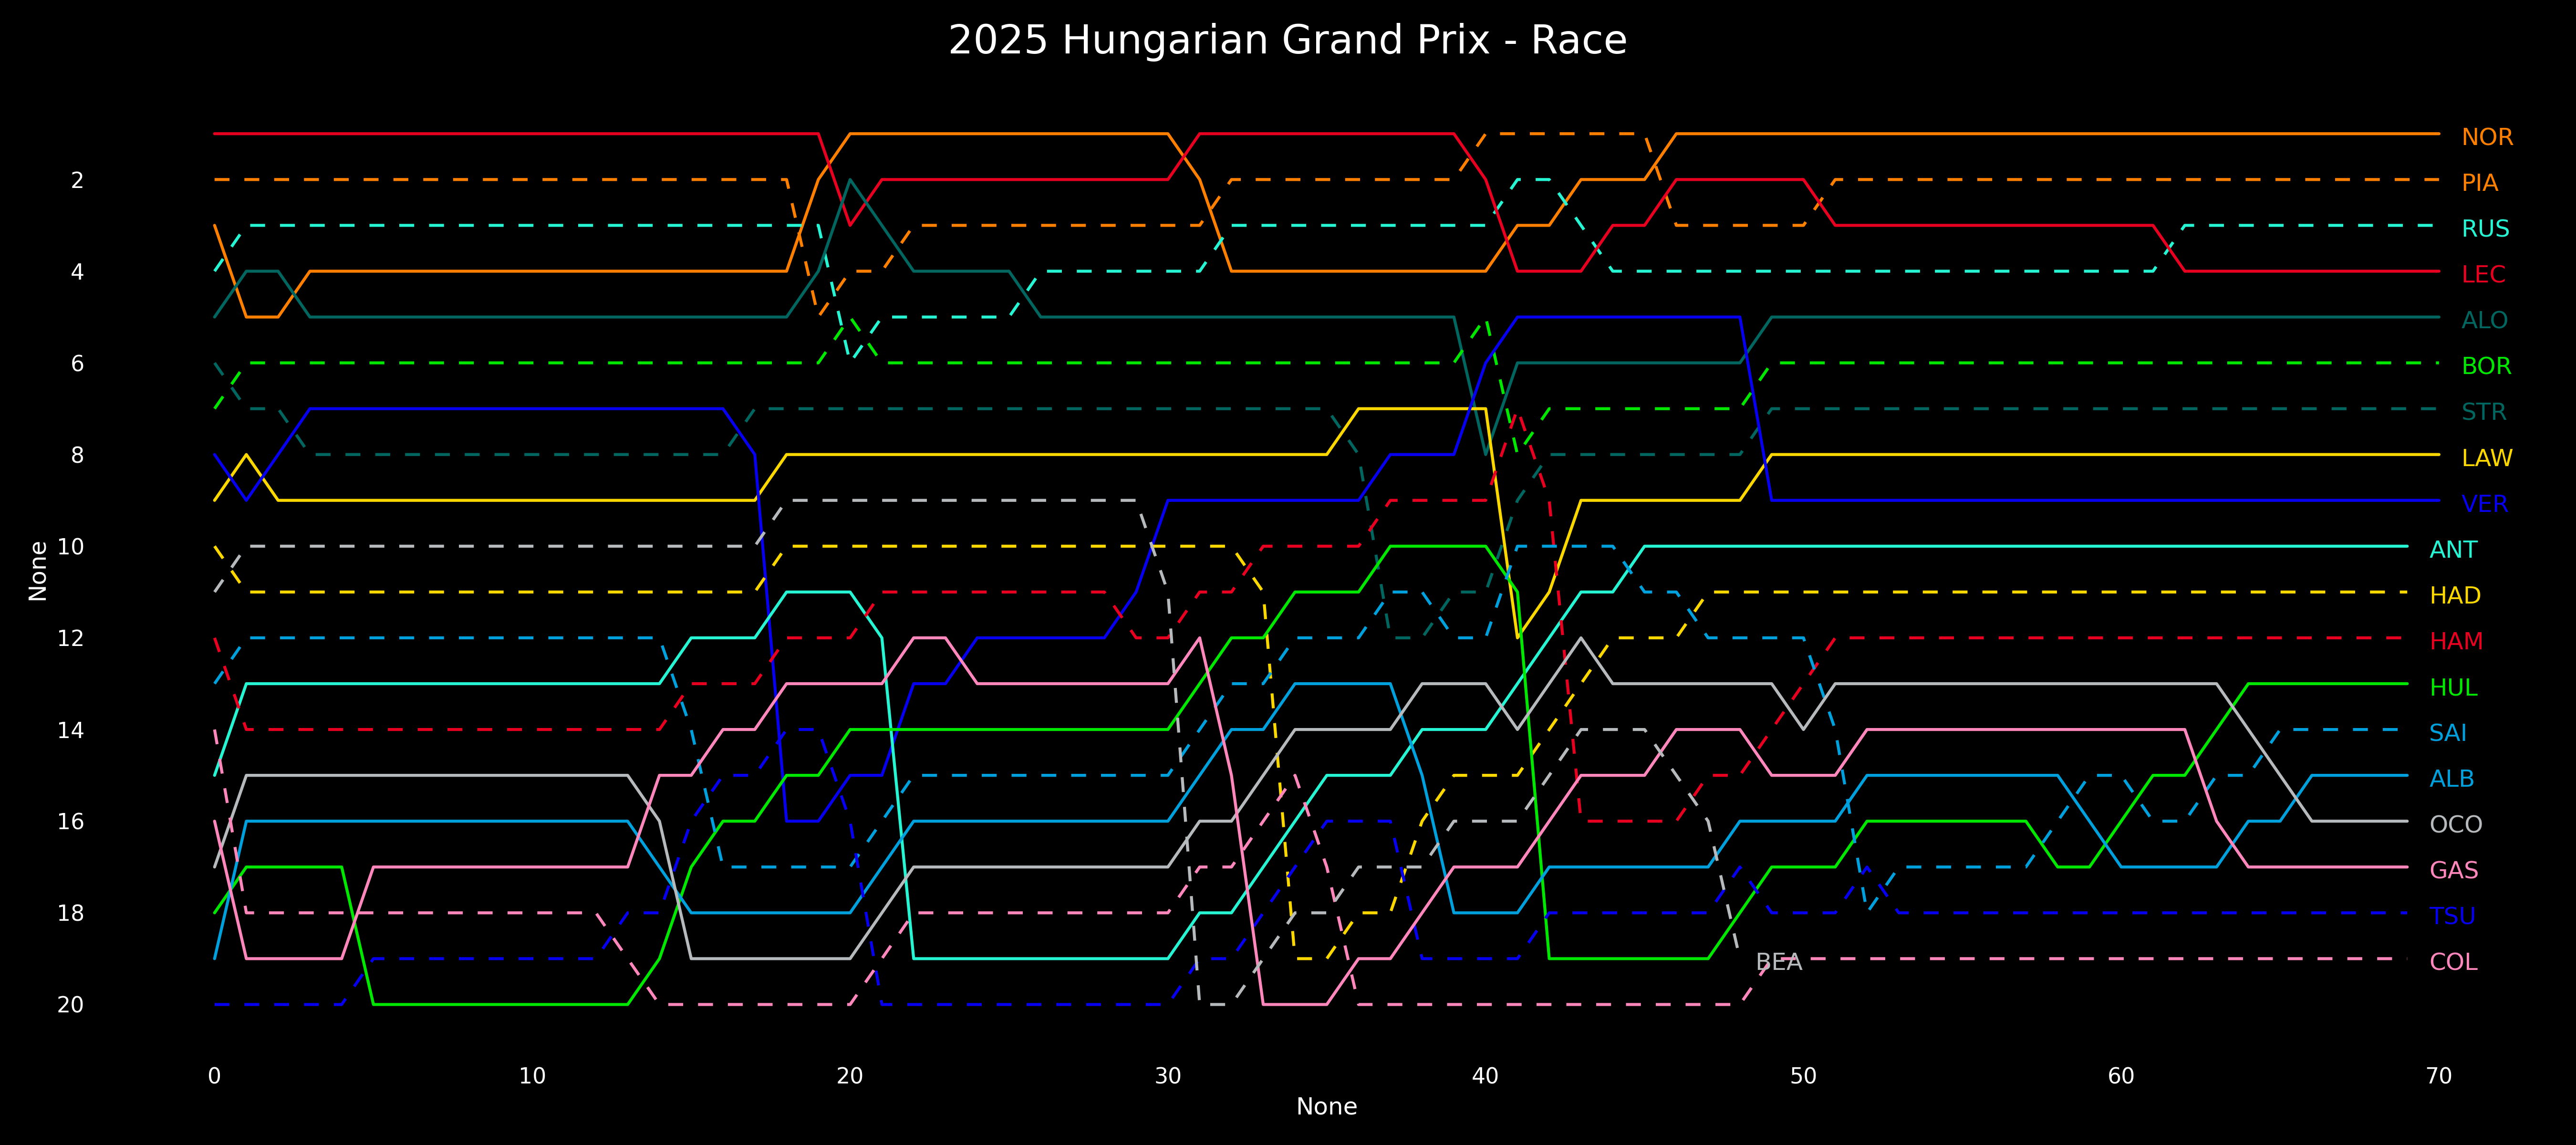 2025 Hungarian Grand Prix - Race
NOR
2
PIA
RUS
4
LEC
ALO
6
BOR
STR
8
LAW
VER
10
ANT
None
HAD
12
HAM
HUL
14
SAI
ALB
16
OCO
GAS
18
TSU
BEA
COL
20
0 10 20 30 40 50 60 70
None